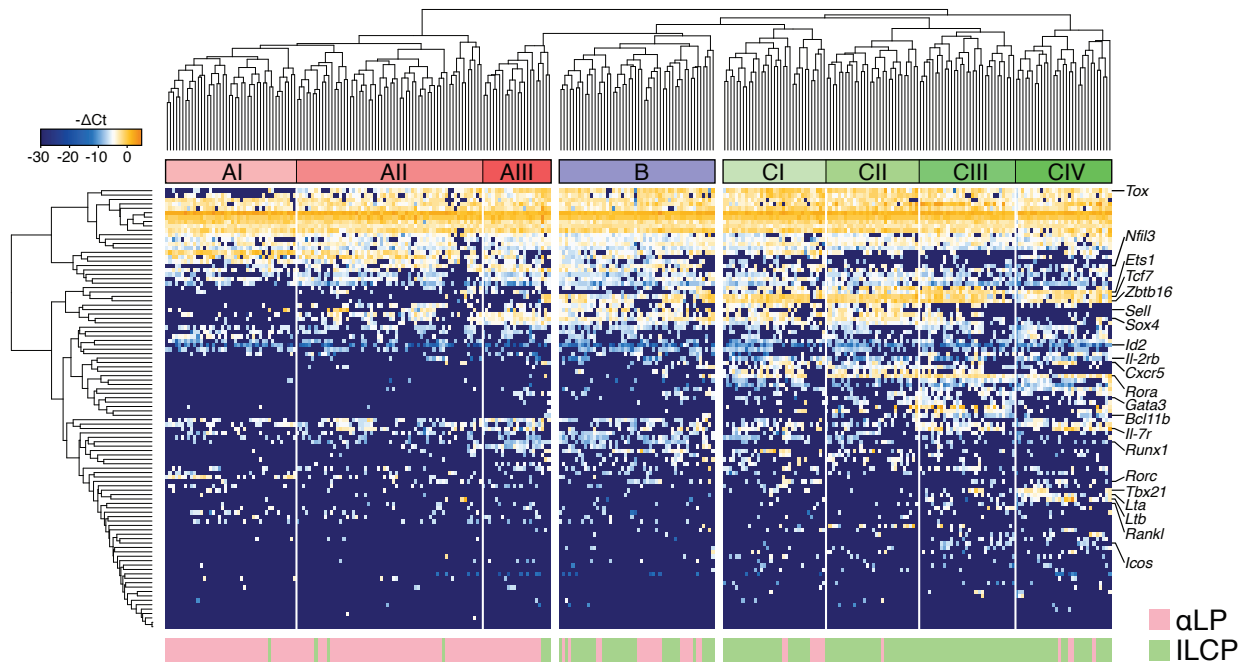 -ΔCt
-30 -20 -10 0
AI AII AIII B CI CII CIII CIV
Tox
Nfil3
Ets1
Tcf7
Zbtb16
Sell
Sox4
Id2
Il-2rb
Cxcr5
Rora
Gata3
Bcl11b
Il-7r
Runx1
Rorc
Tbx21
Lta
Ltb
Rankl
Icos
αLP
ILCP